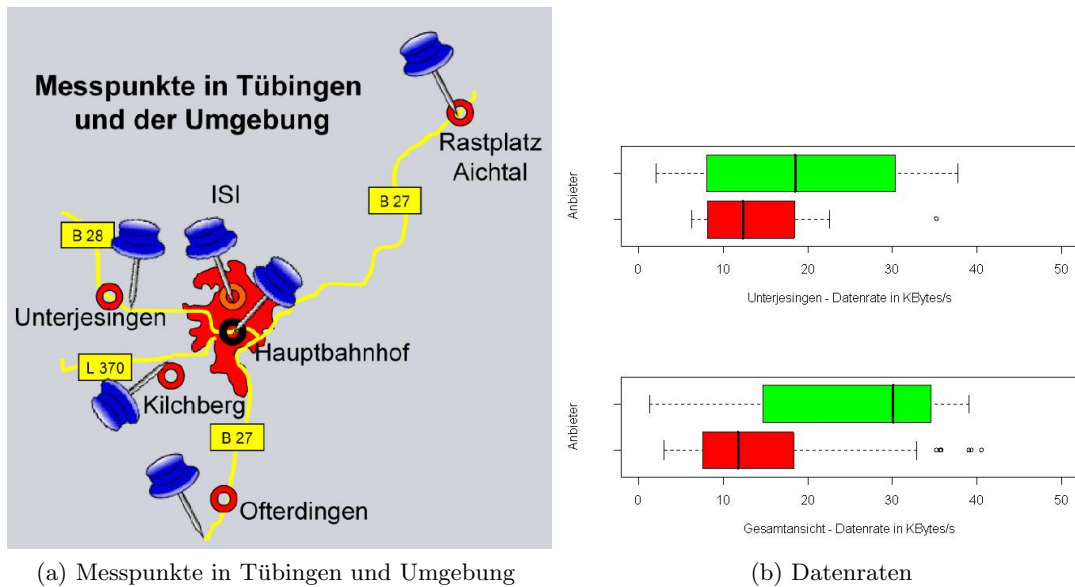 Messpunkte in Tübingen
und der Umgebung
Rastplatz
Aichtal
B 27
ISI
B 28
Unterjesingen
Hauptbahnhof
L 370
Kilchberg
B 27
Ofterdingen
(a) Messpunkte in Tübingen und Umgebung
Anbieter
0 10 20 30 40 50
Unterjesingen - Datenrate in KBytes/s
Anbieter
0 10 20 30 40 50
Gesamtansicht - Datenrate in KBytes/s
(b) Datenraten